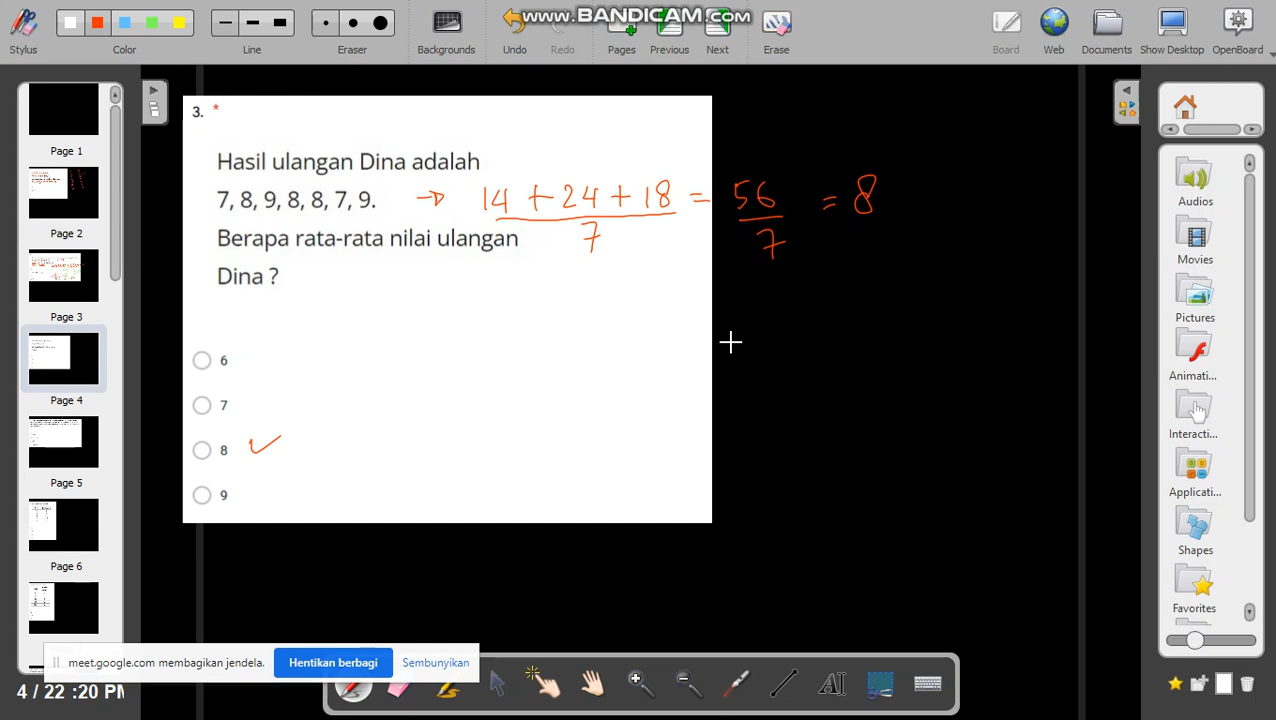 www.BANDICAM.com
Stylus
Color
Line
Eraser
Backgrounds
Undo
Redo
Pages
Previous
Next
Erase
Board
Web
Documents
Show Desktop
OpenBoard
Page 1
Page 2
Page 3
Page 4
Page 5
Page 6
3. *
Hasil ulangan Dina adalah
7, 8, 9, 8, 8, 7, 9. → 14 + 24 + 18 = 56 = 8
7 7
Berapa rata-rata nilai ulangan
Dina ?
6
7
8 ✓
9
Audios
Movies
Pictures
Animati...
Interacti...
Applicati...
Shapes
Favorites
meet.google.com membagikan jendela.
Hentikan berbagi
Sembunyikan
4 / 22 :20 PM
AI